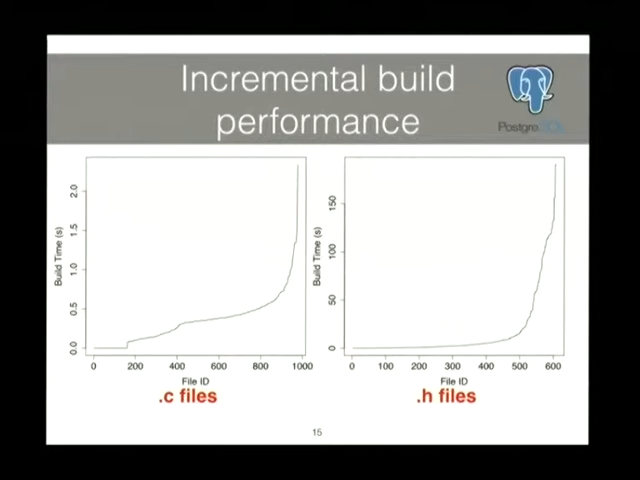 Incremental build
performance
PostgreSQL
Build Time (s)
0.0
0.5
1.0
1.5
2.0
0 200 400 600 800 1000
File ID
.c files
Build Time (s)
0
50
100
150
0 100 200 300 400 500 600
File ID
.h files
15